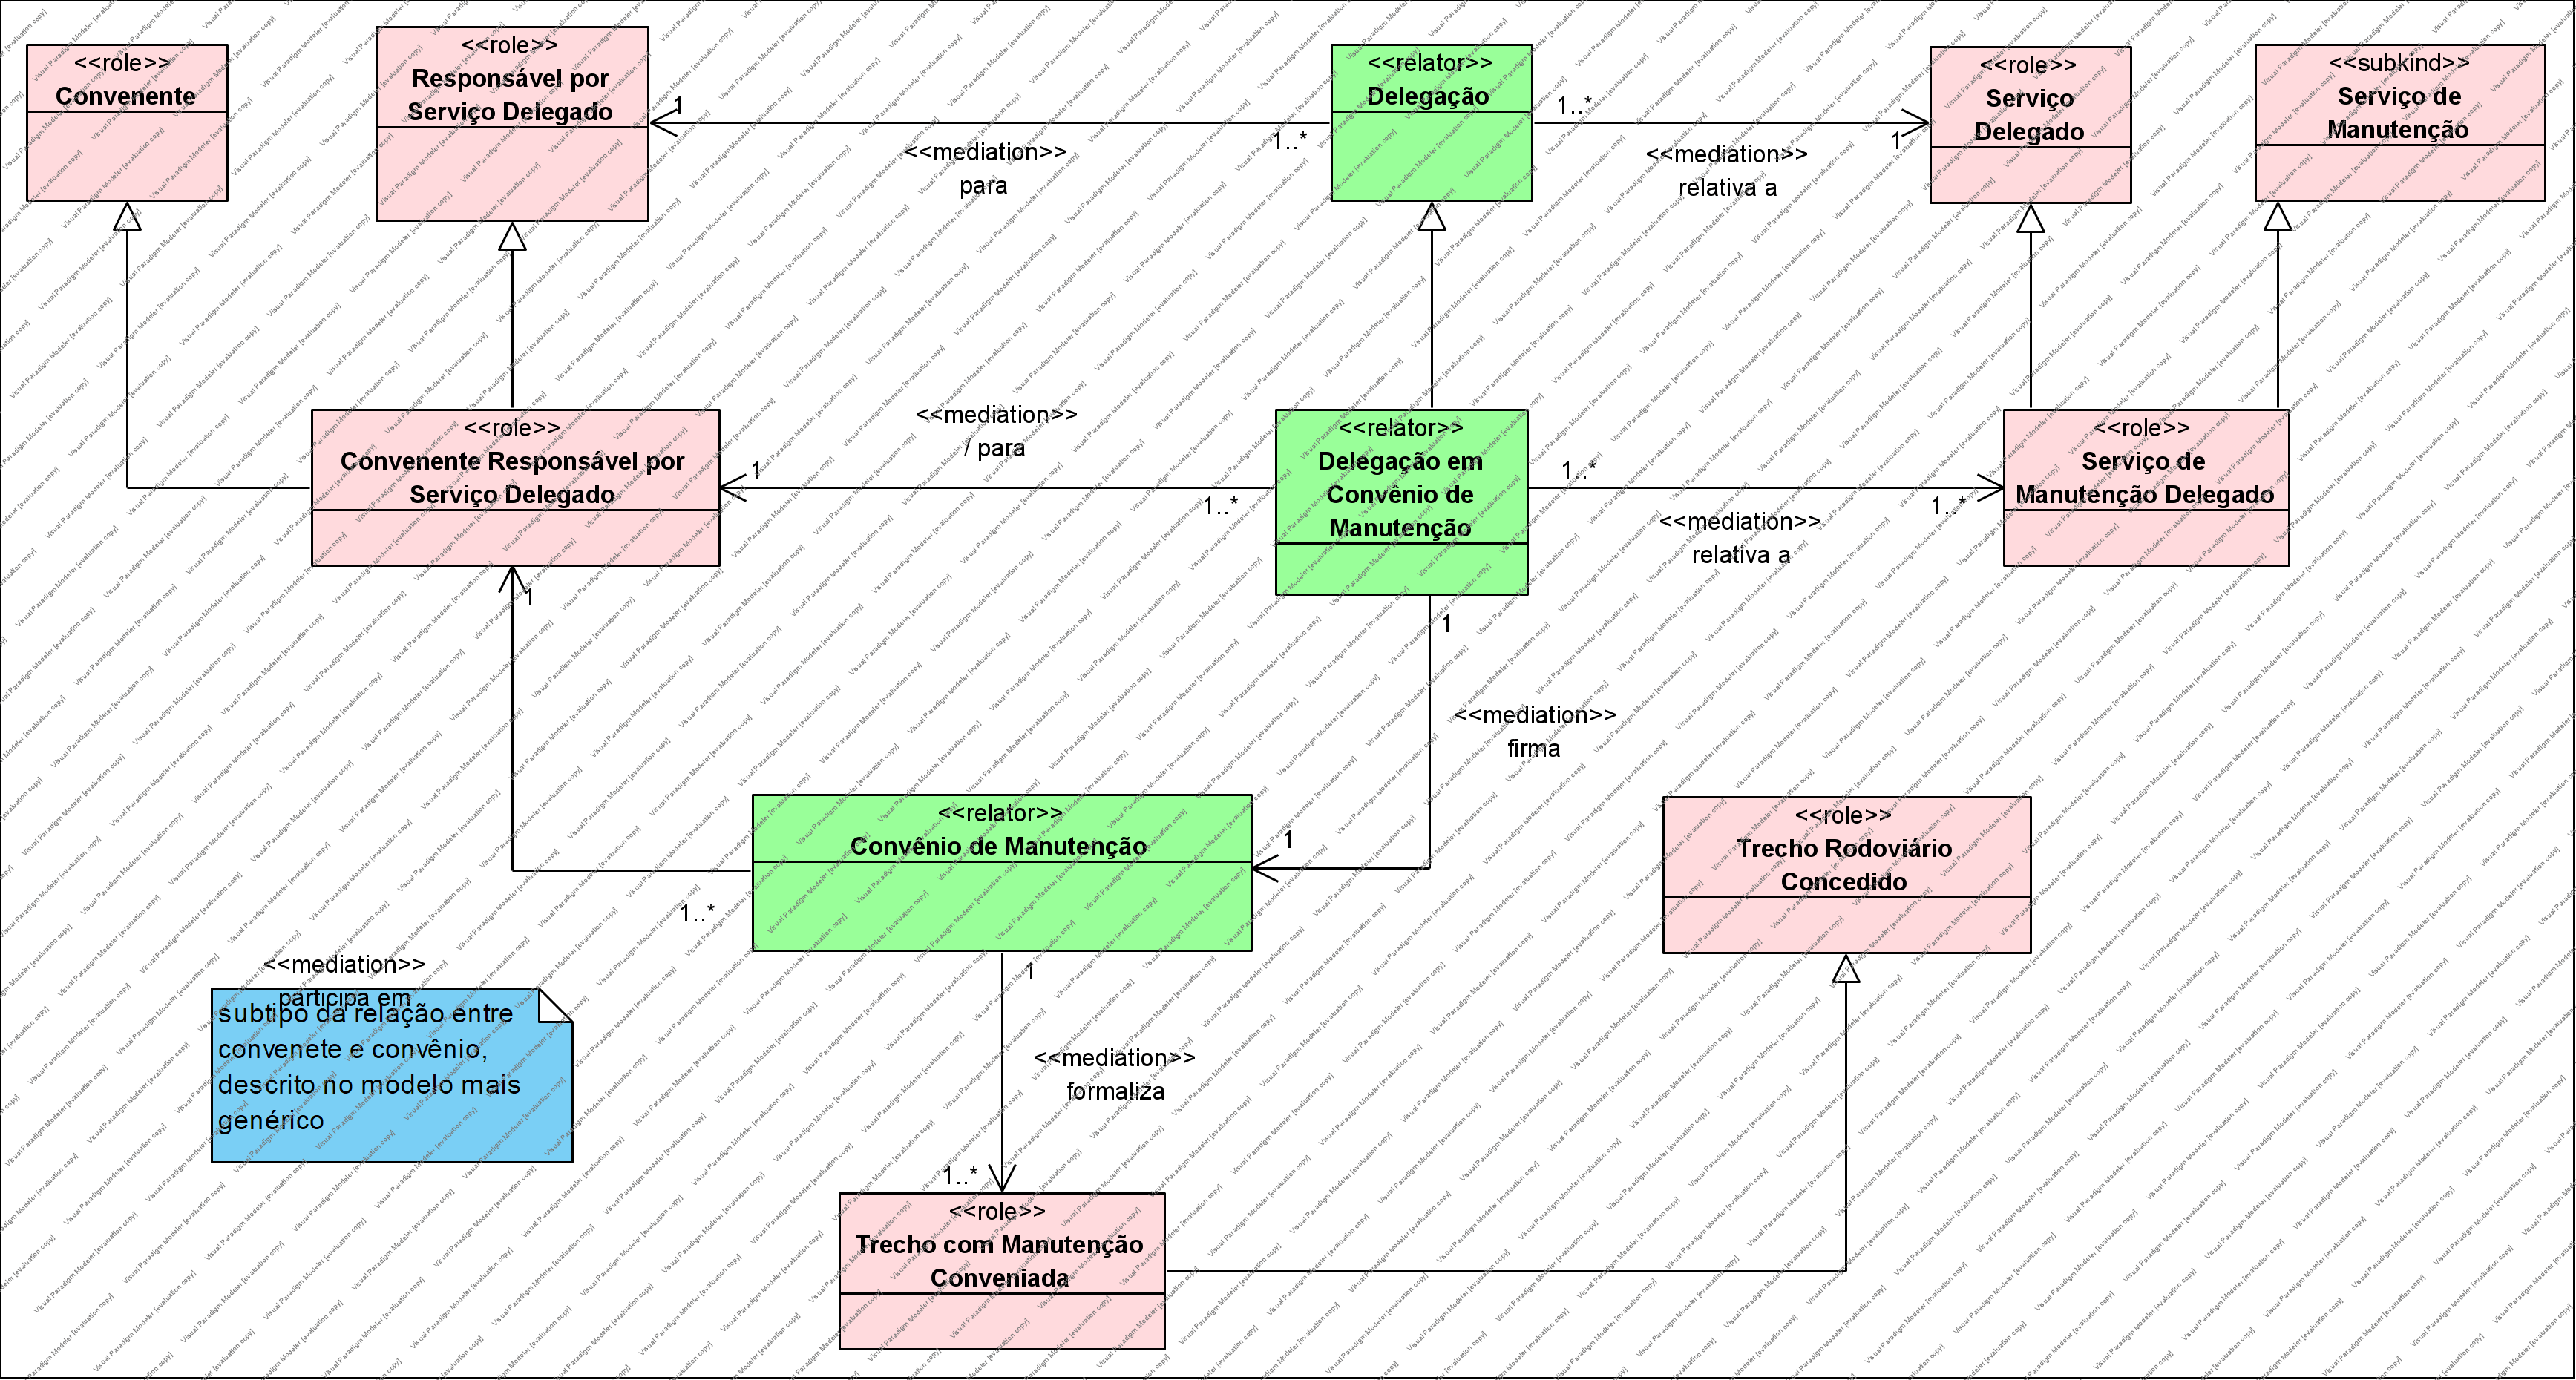 <<role>>
Convenente
<<role>>
Responsável por
Serviço Delegado
<<relator>>
Delegação
<<role>>
Serviço
Delegado
<<subkind>>
Serviço de
Manutenção
1
1..*
<<mediation>>
para
1..*
1
<<mediation>>
relativa a
<<role>>
Convenente Responsável por
Serviço Delegado
<<mediation>>
/ para
1
1..*
<<relator>>
Delegação em
Convênio de
Manutenção
1..*
1..*
<<mediation>>
relativa a
<<role>>
Serviço de
Manutenção Delegado
1
1
<<mediation>>
firma
<<relator>>
Convênio de Manutenção
1
1..*
<<role>>
Trecho Rodoviário
Concedido
<<mediation>>
participa em
subtipo da relação entre
convenete e convênio,
descrito no modelo mais
genérico
1
<<mediation>>
formaliza
1..*
<<role>>
Trecho com Manutenção
Conveniada
Visual Paradigm Modeler [evaluation copy]